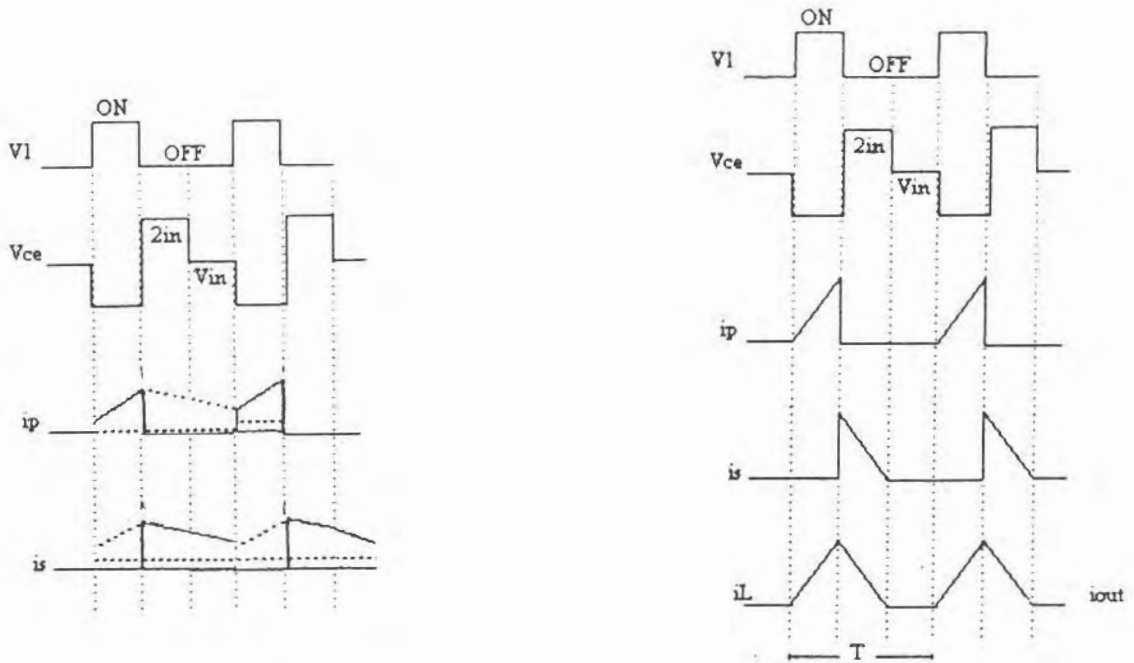 ON
V1
OFF
Vce
2in
Vin
ip
is
ON
V1
OFF
Vce
2in
Vin
ip
is
iL
iout
T